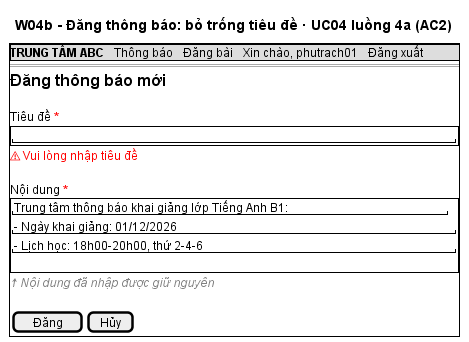 W04b - Đăng thông báo: bỏ trống tiêu đề · UC04 luồng 4a (AC2)
TRUNG TÂM ABC Thông báo Đăng bài Xin chào, phutrach01 Đăng xuất
Đăng thông báo mới
Tiêu đề *
⚠ Vui lòng nhập tiêu đề
Nội dung *
Trung tâm thông báo khai giảng lớp Tiếng Anh B1:
- Ngày khai giảng: 01/12/2026
- Lịch học: 18h00-20h00, thứ 2-4-6
↑ Nội dung đã nhập được giữ nguyên
Đăng Hủy